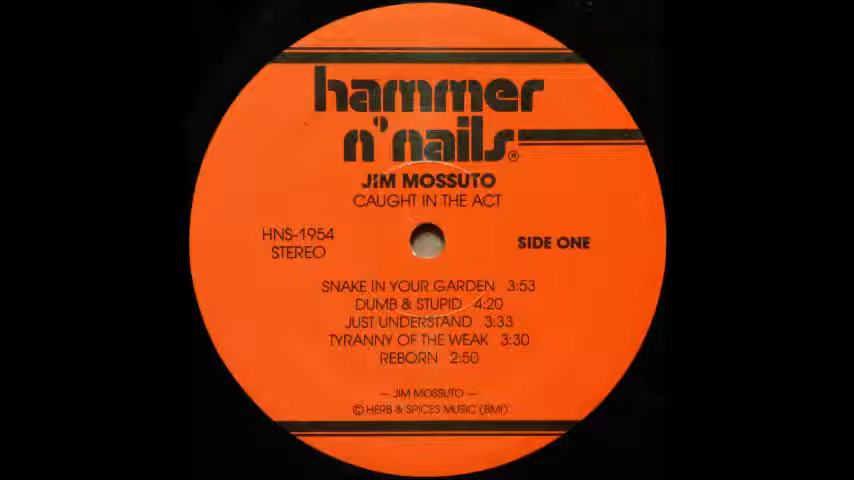 hammer
n' nails®
JIM MOSSUTO
CAUGHT IN THE ACT
HNS-1954
STEREO
SIDE ONE
SNAKE IN YOUR GARDEN 3:53
DUMB & STUPID 4:20
JUST UNDERSTAND 3:33
TYRANNY OF THE WEAK 3:30
REBORN 2:50
— JIM MOSSUTO —
© HERB & SPICES MUSIC (BMI)